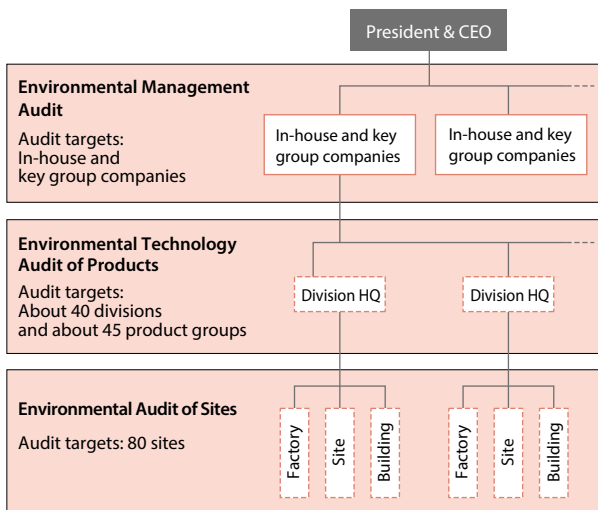 President & CEO
Environmental Management
Audit
Audit targets:
In-house and
key group companies
In-house and key
group companies
In-house and key
group companies
Environmental Technology
Audit of Products
Audit targets:
About 40 divisions
and about 45 product groups
Division HQ
Division HQ
Environmental Audit of Sites
Audit targets: 80 sites
Factory
Site
Building
Factory
Site
Building